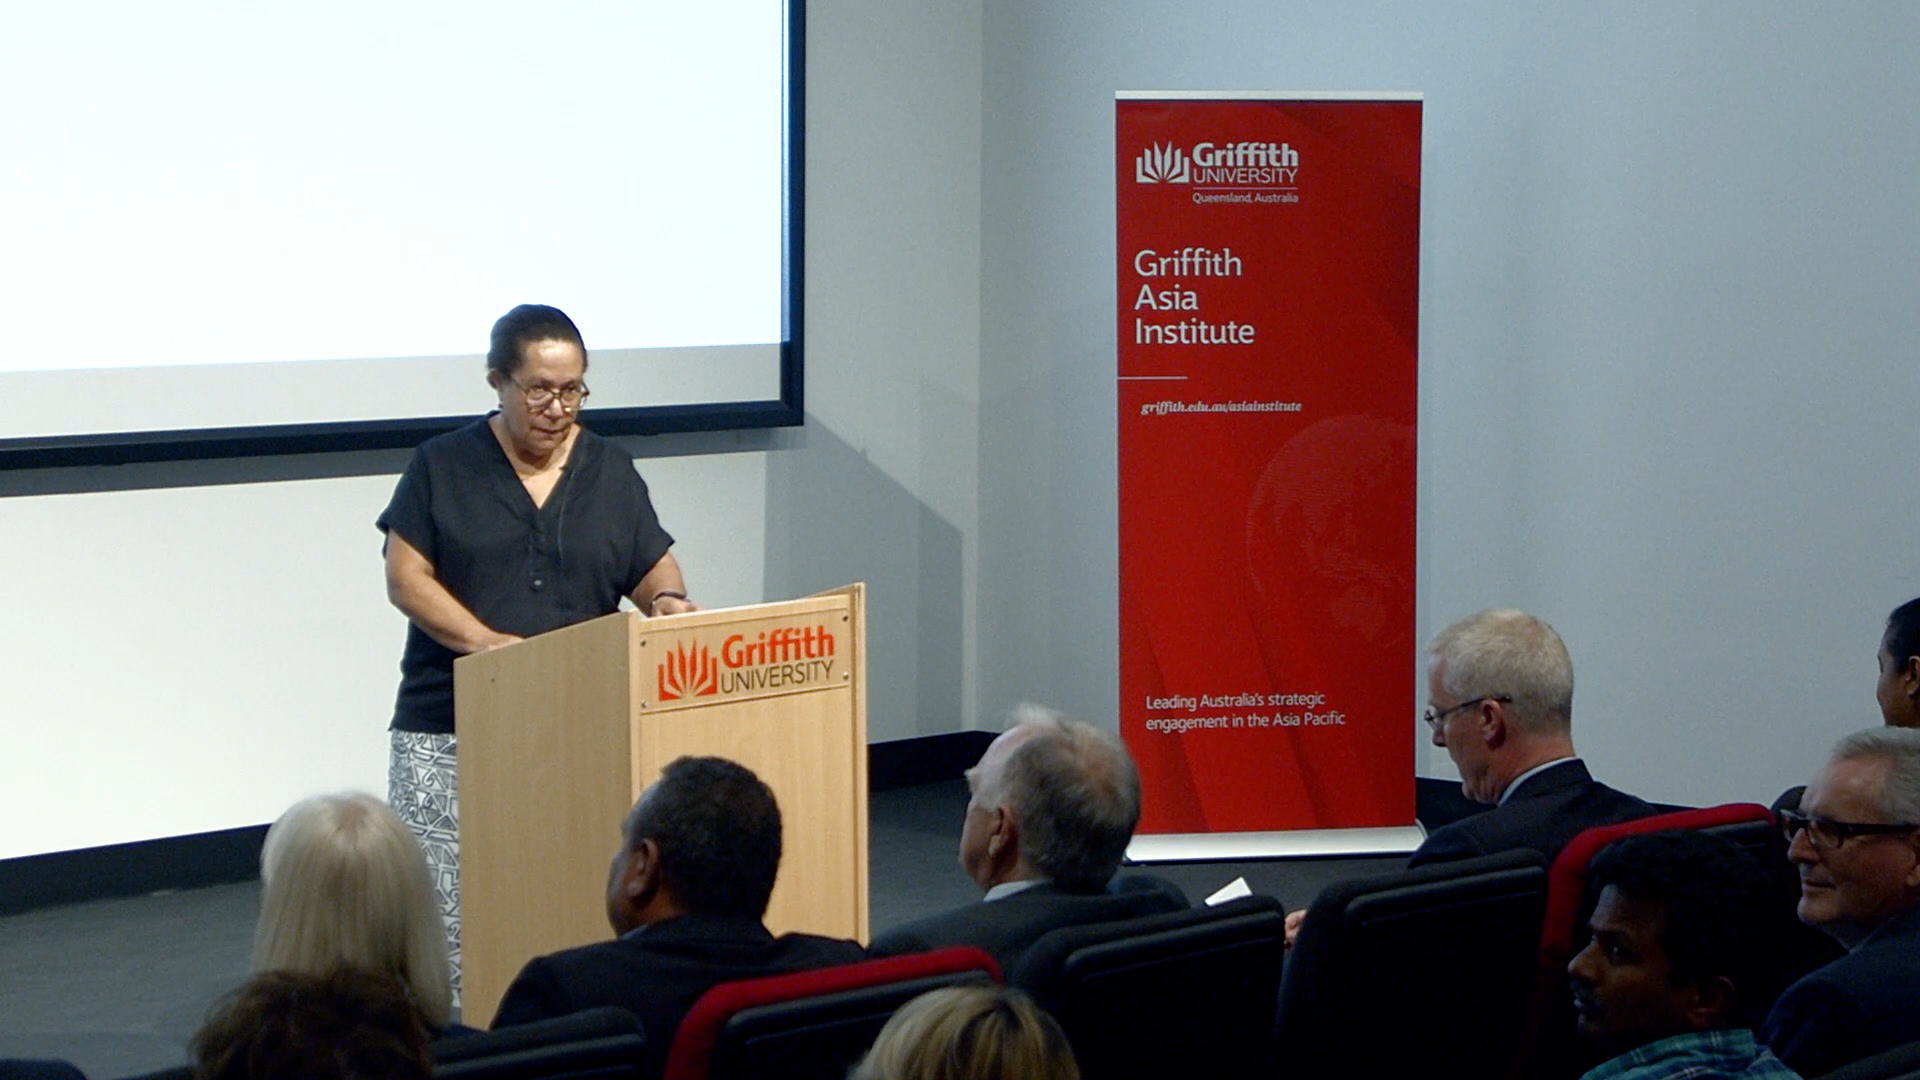 Griffith
UNIVERSITY
Queensland, Australia
Griffith
Asia
Institute
griffith.edu.au/asiainstitute
Leading Australia's strategic
engagement in the Asia Pacific
Griffith
UNIVERSITY